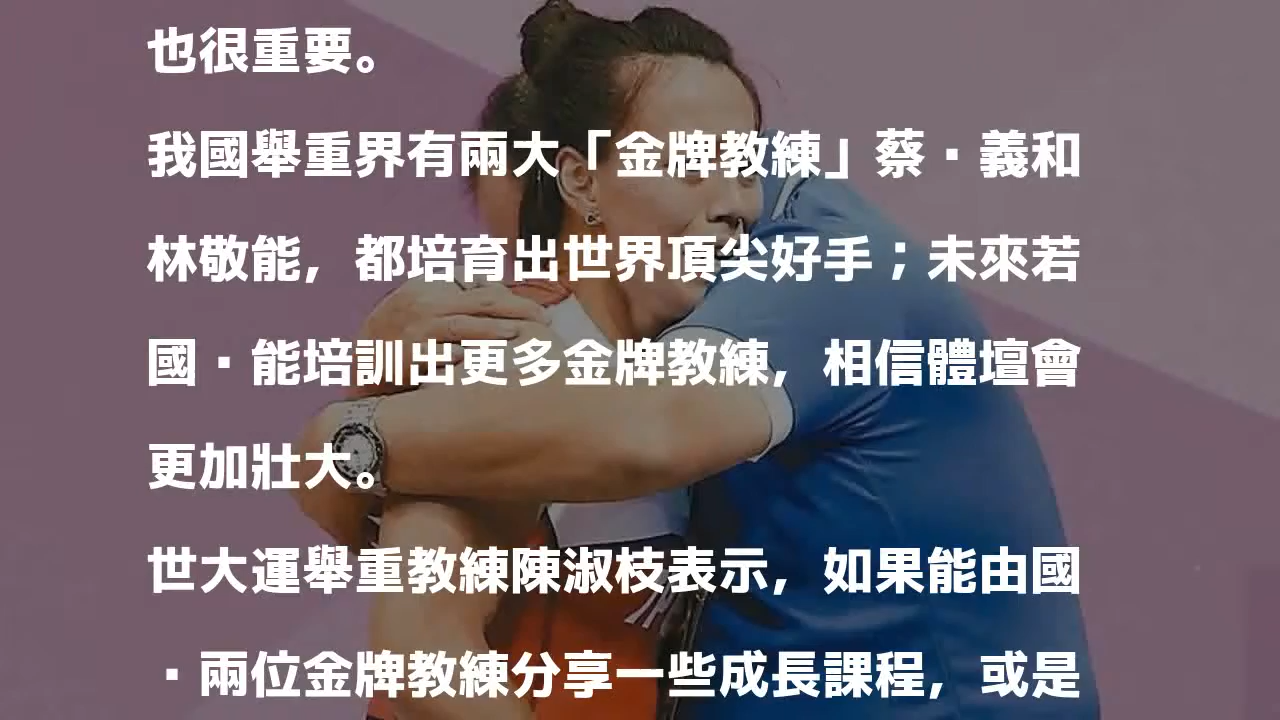 也很重要。
我國舉重界有兩大「金牌教練」蔡·義和
林敬能，都培育出世界頂尖好手；未來若
國·能培訓出更多金牌教練，相信體壇會
更加壯大。
世大運舉重教練陳淑枝表示，如果能由國
·兩位金牌教練分享一些成長課程，或是